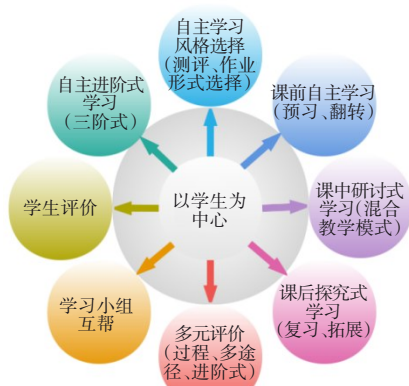 自主学习
风格选择
(测评、作业
形式选择)
课前自主学习
(预习、翻转)
课中研讨式
学习(混合
教学模式)
课后探究式
学习
(复习、拓展)
多元评价
(过程、多途
径、进阶式)
学习小组
互帮
学生评价
自主进阶式
学习
(三阶式)
以学生为
中心